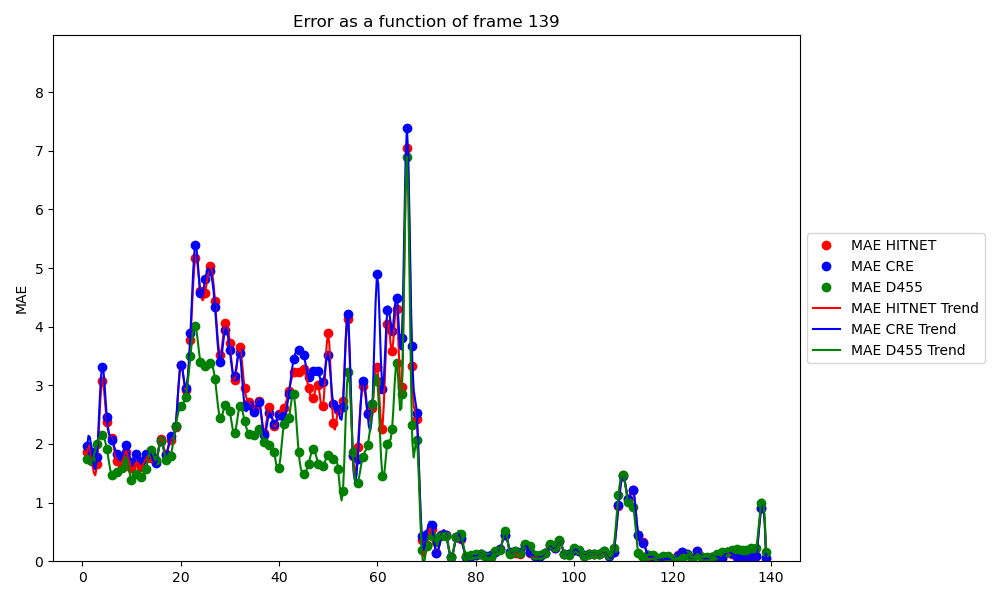 Error as a function of frame 139
MAE
8
7
6
5
4
3
2
1
0
0 20 40 60 80 100 120 140
MAE HITNET
MAE CRE
MAE D455
MAE HITNET Trend
MAE CRE Trend
MAE D455 Trend